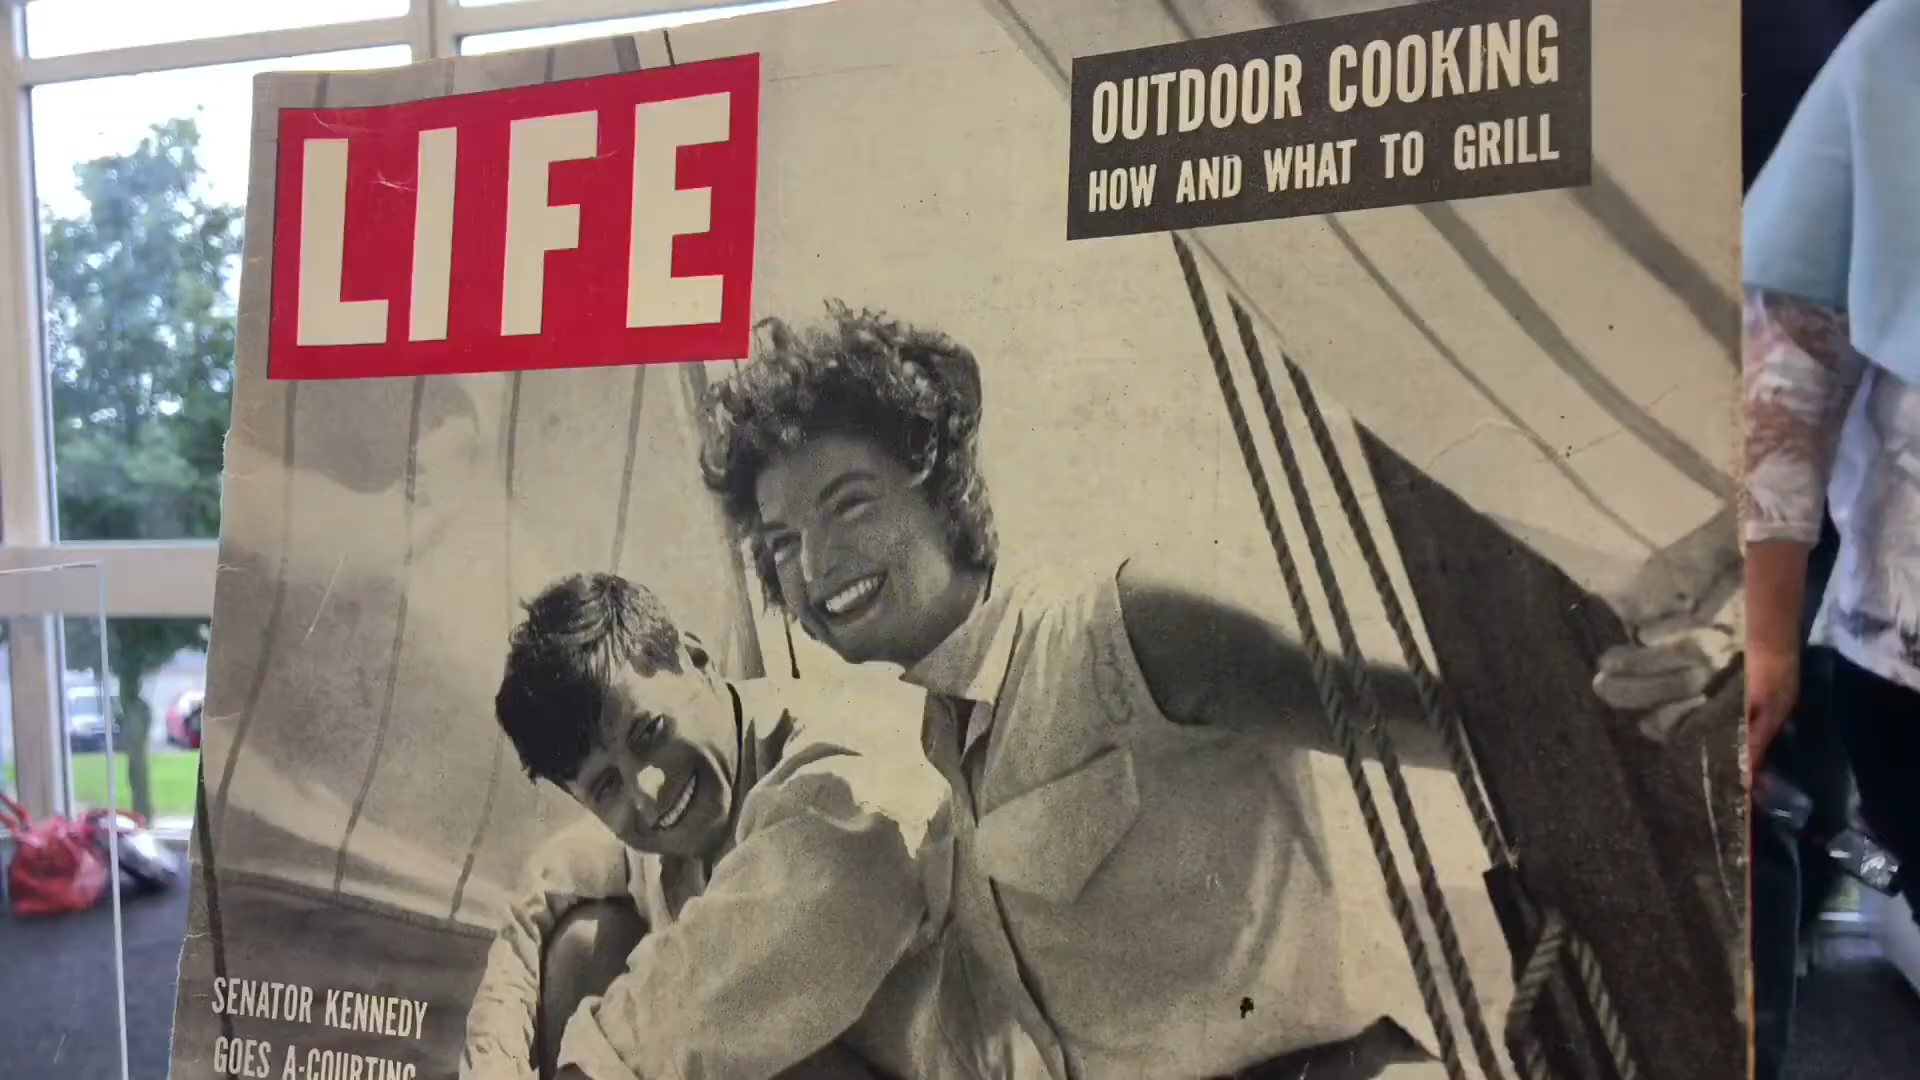 LIFE
OUTDOOR COOKING
HOW AND WHAT TO GRILL
SENATOR KENNEDY
GOES A-COURTING